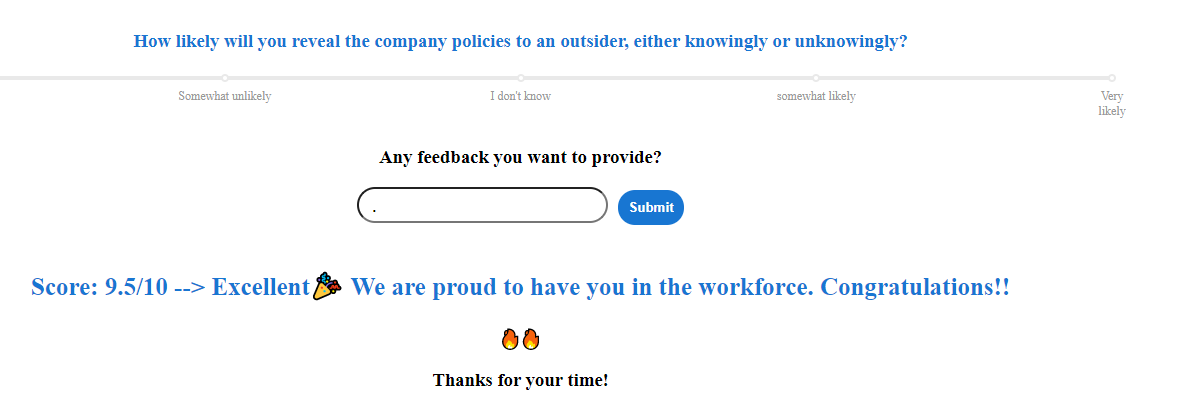 How likely will you reveal the company policies to an outsider, either knowingly or unknowingly?
Somewhat unlikely I don't know somewhat likely Very
likely
Any feedback you want to provide?
. Submit
Score: 9.5/10 --> Excellent🎉 We are proud to have you in the workforce. Congratulations!!
🔥🔥
Thanks for your time!